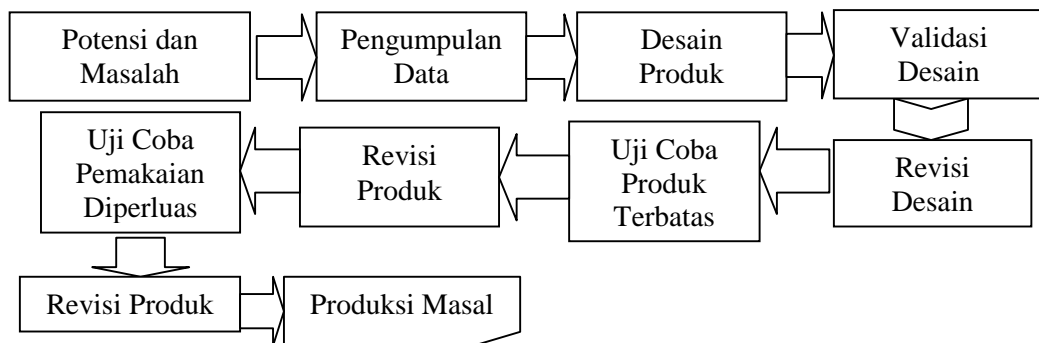 Potensi dan
Masalah
Pengumpulan
Data
Desain
Produk
Validasi
Desain
Revisi
Desain
Uji Coba
Produk
Terbatas
Revisi
Produk
Uji Coba
Pemakaian
Diperluas
Revisi Produk
Produksi Masal